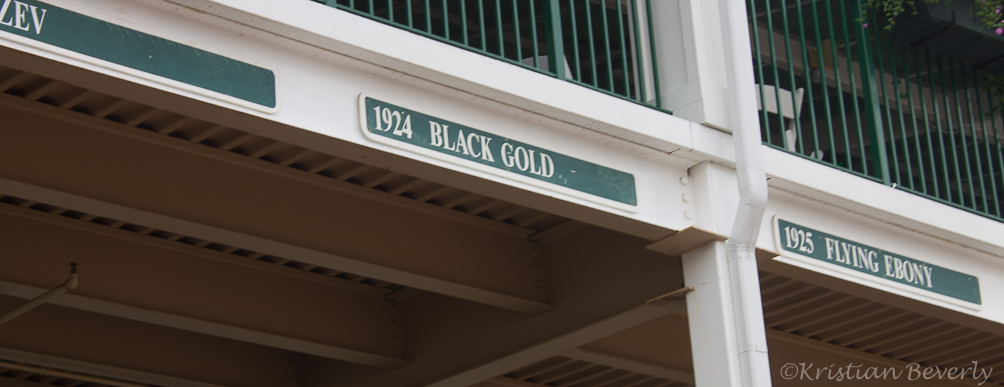 ZEV
1924 BLACK GOLD
1925 FLYING EBONY
©Kristian Beverly